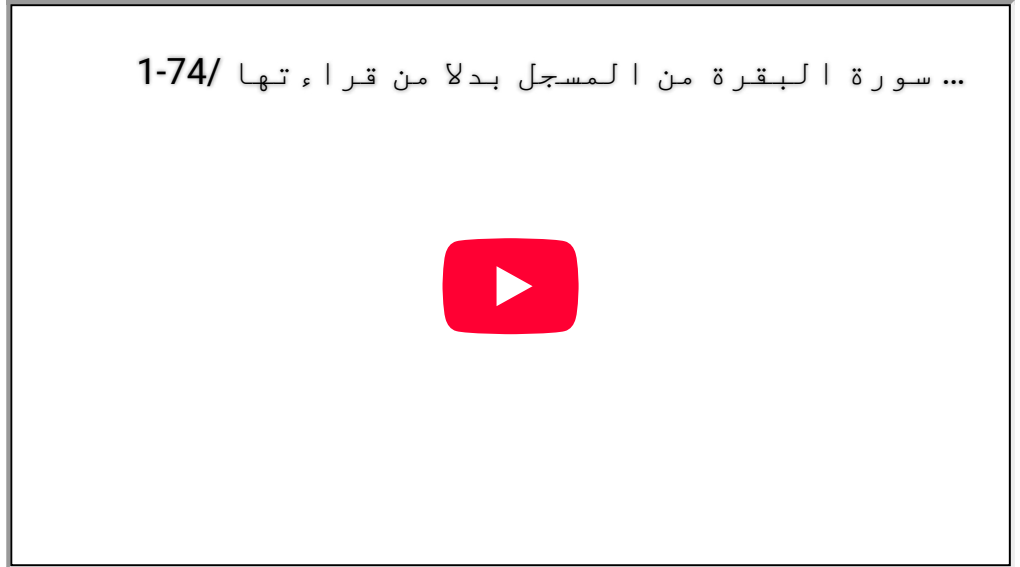 ... سورة البقرة من المسجل بدلا من قراءتها /74-1